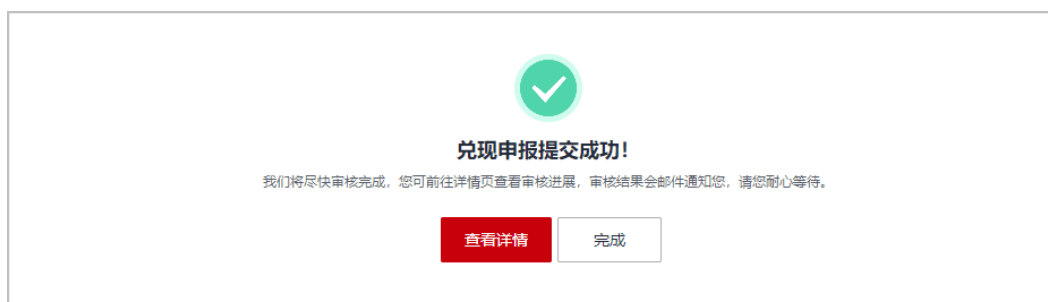 兑现申报提交成功!
我们将尽快审核完成，您可前往详情页查看审核进展，审核结果会邮件通知您，请您耐心等待。
查看详情
完成